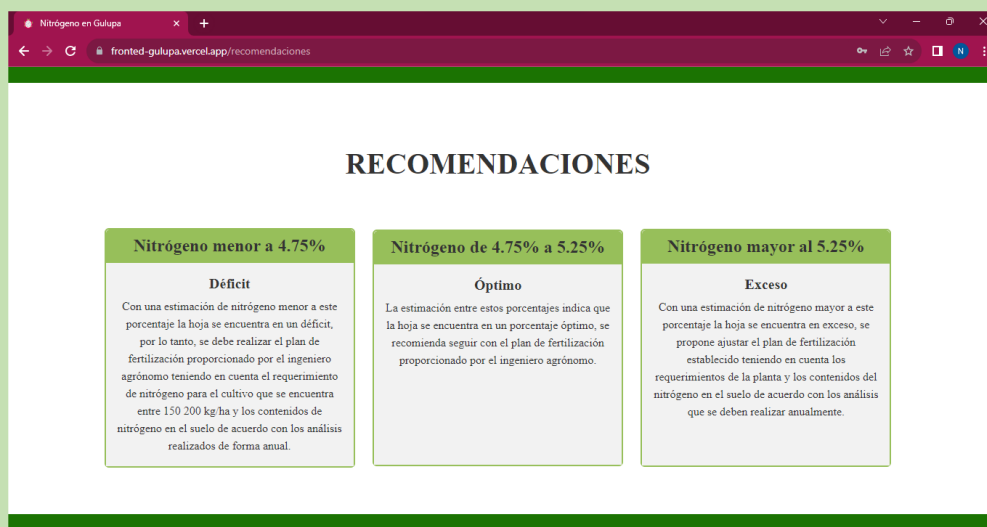 Nitrógeno en Gulupa
fronted-gulupa.vercel.app/recomendaciones
N
RECOMENDACIONES
Nitrógeno menor a 4.75%
Déficit
Con una estimación de nitrógeno menor a este
porcentaje la hoja se encuentra en un déficit,
por lo tanto, se debe realizar el plan de
fertilización proporcionado por el ingeniero
agrónomo teniendo en cuenta el requerimiento
de nitrógeno para el cultivo que se encuentra
entre 150 200 kg/ha y los contenidos de
nitrógeno en el suelo de acuerdo con los análisis
realizados de forma anual.
Nitrógeno de 4.75% a 5.25%
Óptimo
La estimación entre estos porcentajes indica que
la hoja se encuentra en un porcentaje óptimo, se
recomienda seguir con el plan de fertilización
proporcionado por el ingeniero agrónomo.
Nitrógeno mayor al 5.25%
Exceso
Con una estimación de nitrógeno mayor a este
porcentaje la hoja se encuentra en exceso, se
propone ajustar el plan de fertilización
establecido teniendo en cuenta los
requerimientos de la planta y los contenidos del
nitrógeno en el suelo de acuerdo con los análisis
que se deben realizar anualmente.